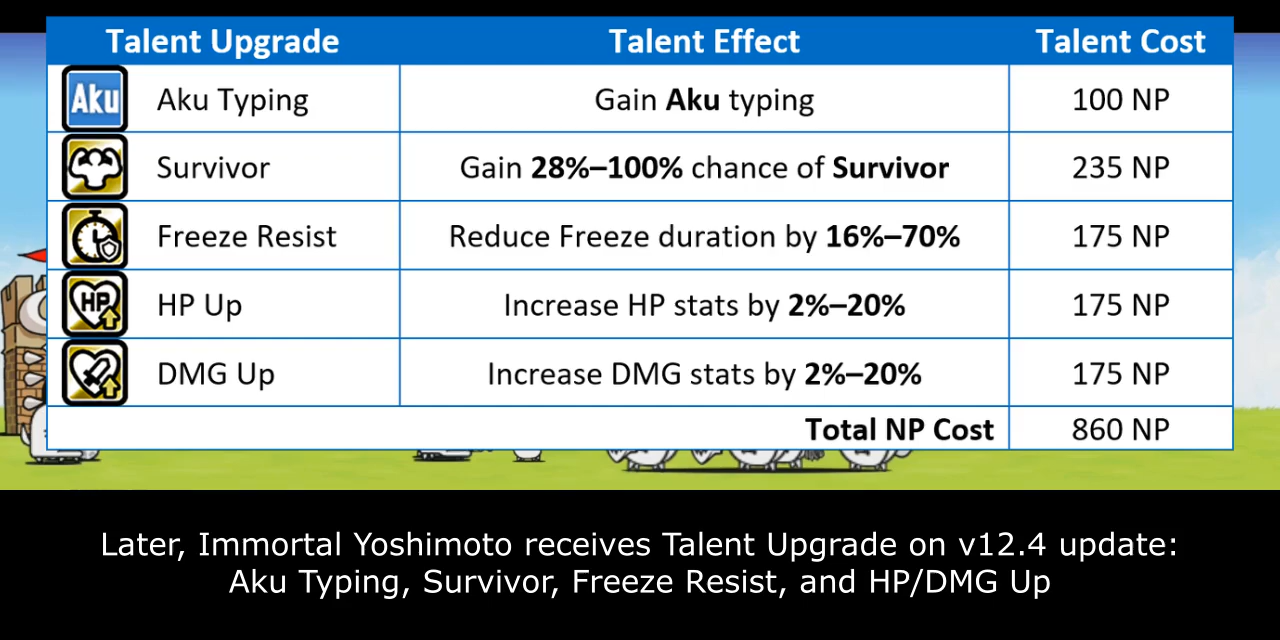 Talent Upgrade Talent Effect Talent Cost
Aku Aku Typing Gain Aku typing 100 NP
Survivor Gain 28%–100% chance of Survivor 235 NP
Freeze Resist Reduce Freeze duration by 16%–70% 175 NP
HP HP Up Increase HP stats by 2%–20% 175 NP
DMG Up Increase DMG stats by 2%–20% 175 NP
Total NP Cost 860 NP
Later, Immortal Yoshimoto receives Talent Upgrade on v12.4 update:
Aku Typing, Survivor, Freeze Resist, and HP/DMG Up